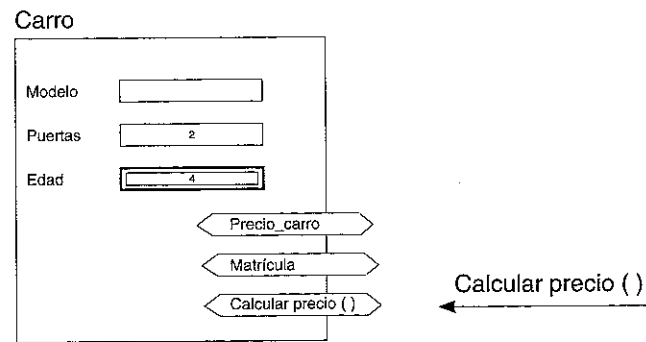 Carro
Modelo
Puertas 2
Edad 4
Precio_carro
Matrícula
Calcular precio ( )
Calcular precio ( )